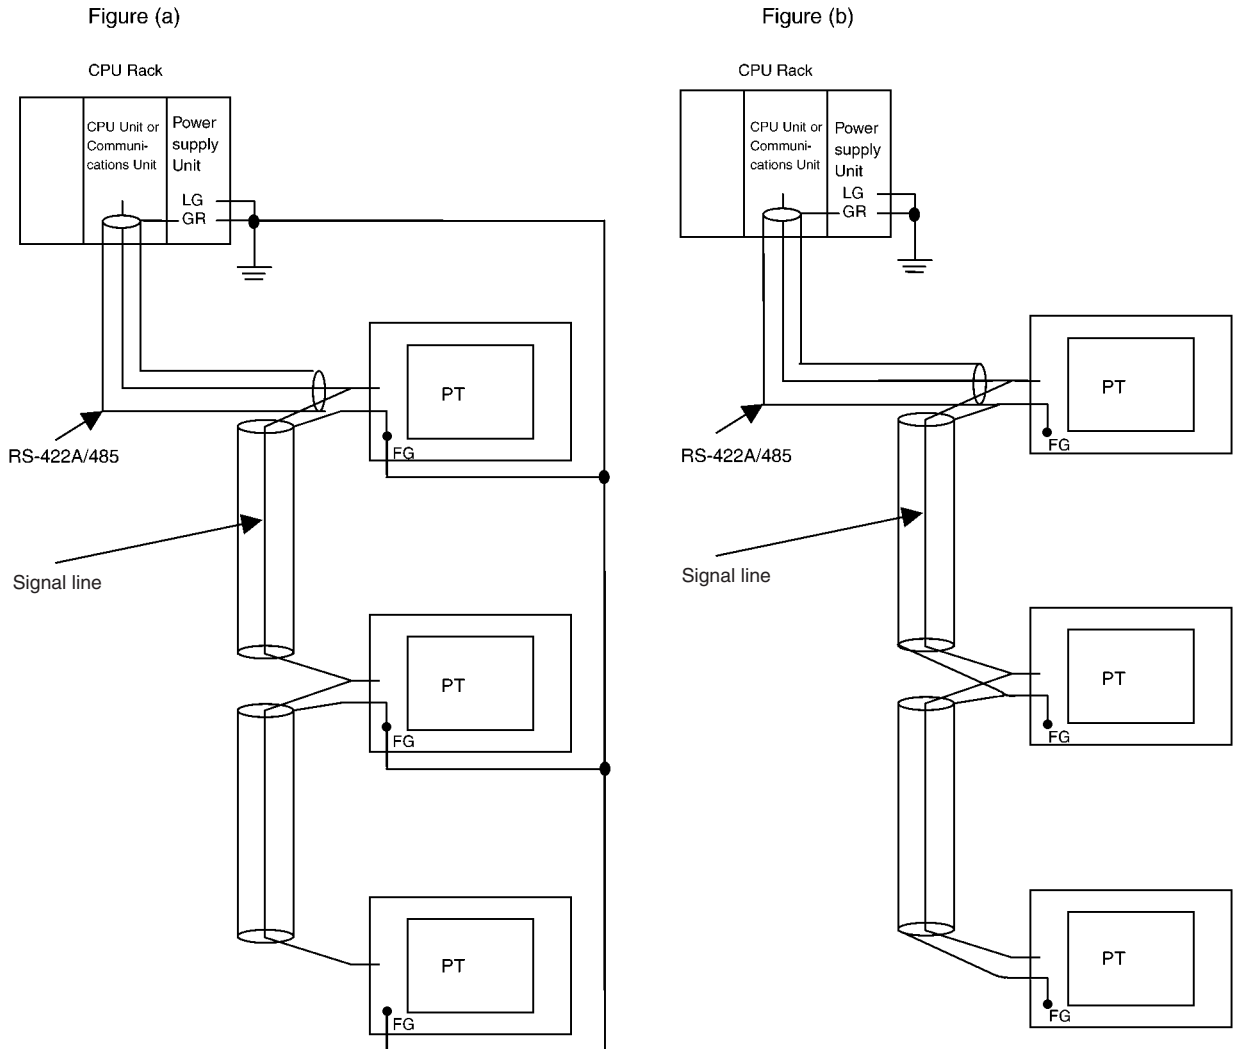 Figure (a)
CPU Rack
CPU Unit or
Communi-
cations Unit
Power
supply
Unit
LG
GR
PT
FG
RS-422A/485
Signal line
PT
FG
PT
FG
Figure (b)
CPU Rack
CPU Unit or
Communi-
cations Unit
Power
supply
Unit
LG
GR
PT
FG
RS-422A/485
Signal line
PT
FG
PT
FG